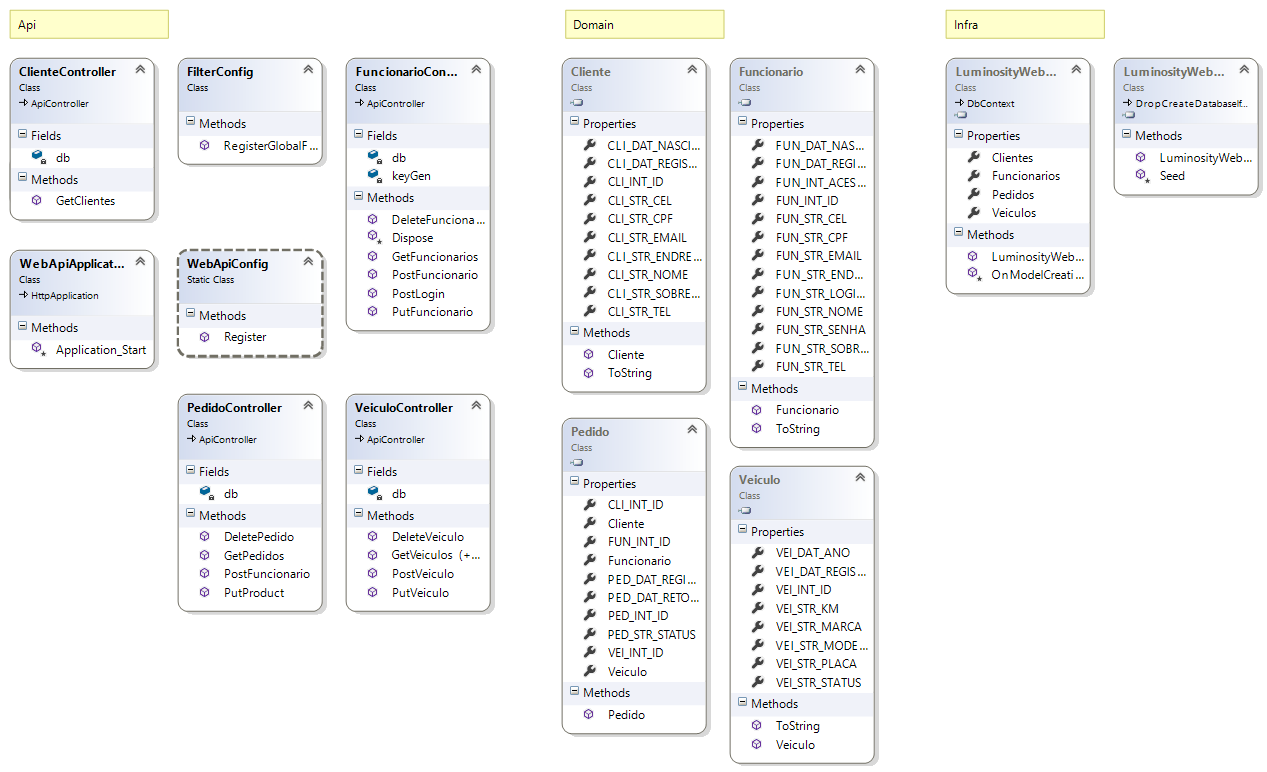 Api
ClienteController
Class
ApiController
Fields
db
Methods
GetClientes
FilterConfig
Class
Methods
RegisterGlobalF...
FuncionarioCon...
Class
ApiController
Fields
db
keyGen
Methods
DeleteFunciona...
Dispose
GetFuncionarios
PostFuncionario
PostLogin
PutFuncionario
WebApiApplicat...
Class
HttpApplication
Methods
Application_Start
WebApiConfig
Static Class
Methods
Register
PedidoController
Class
ApiController
Fields
db
Methods
DeletePedido
GetPedidos
PostFuncionario
PutProduct
VeiculoController
Class
ApiController
Fields
db
Methods
DeleteVeiculo
GetVeiculos (+...
PostVeiculo
PutVeiculo
Domain
Cliente
Class
Properties
CLI_DAT_NASCI...
CLI_DAT_REGIS...
CLI_INT_ID
CLI_STR_CEL
CLI_STR_CPF
CLI_STR_EMAIL
CLI_STR_ENDRE...
CLI_STR_NOME
CLI_STR_SOBRE...
CLI_STR_TEL
Methods
Cliente
ToString
Funcionario
Class
Properties
FUN_DAT_NAS...
FUN_DAT_REGI...
FUN_INT_ACES...
FUN_INT_ID
FUN_STR_CEL
FUN_STR_CPF
FUN_STR_EMAIL
FUN_STR_END...
FUN_STR_LOGI...
FUN_STR_NOME
FUN_STR_SENHA
FUN_STR_SOBR...
FUN_STR_TEL
Methods
Funcionario
ToString
Pedido
Class
Properties
CLI_INT_ID
Cliente
FUN_INT_ID
Funcionario
PED_DAT_REGI...
PED_DAT_RETO...
PED_INT_ID
PED_STR_STATUS
VEI_INT_ID
Veiculo
Methods
Pedido
Veiculo
Class
Properties
VEI_DAT_ANO
VEI_DAT_REGIS...
VEI_INT_ID
VEI_STR_KM
VEI_STR_MARCA
VEI_STR_MODE...
VEI_STR_PLACA
VEI_STR_STATUS
Methods
ToString
Veiculo
Infra
LuminosityWeb...
Class
DbContext
Properties
Clientes
Funcionarios
Pedidos
Veiculos
Methods
LuminosityWeb...
OnModelCreati...
LuminosityWeb...
Class
DropCreateDatabaseIf...
Methods
LuminosityWeb...
Seed